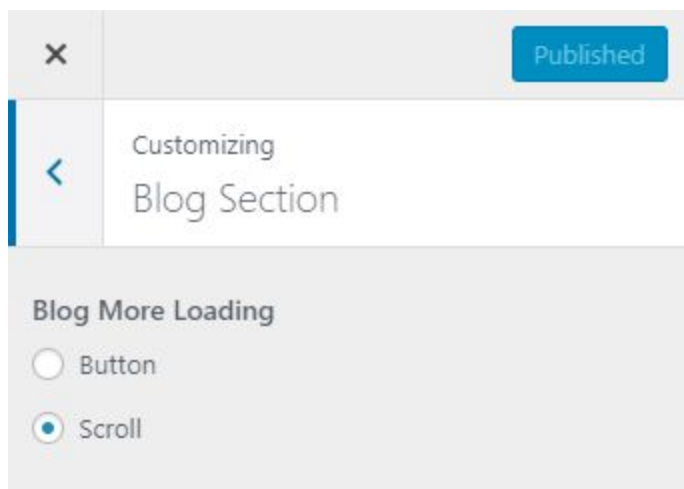 Published
Customizing
Blog Section
Blog More Loading
Button
Scroll